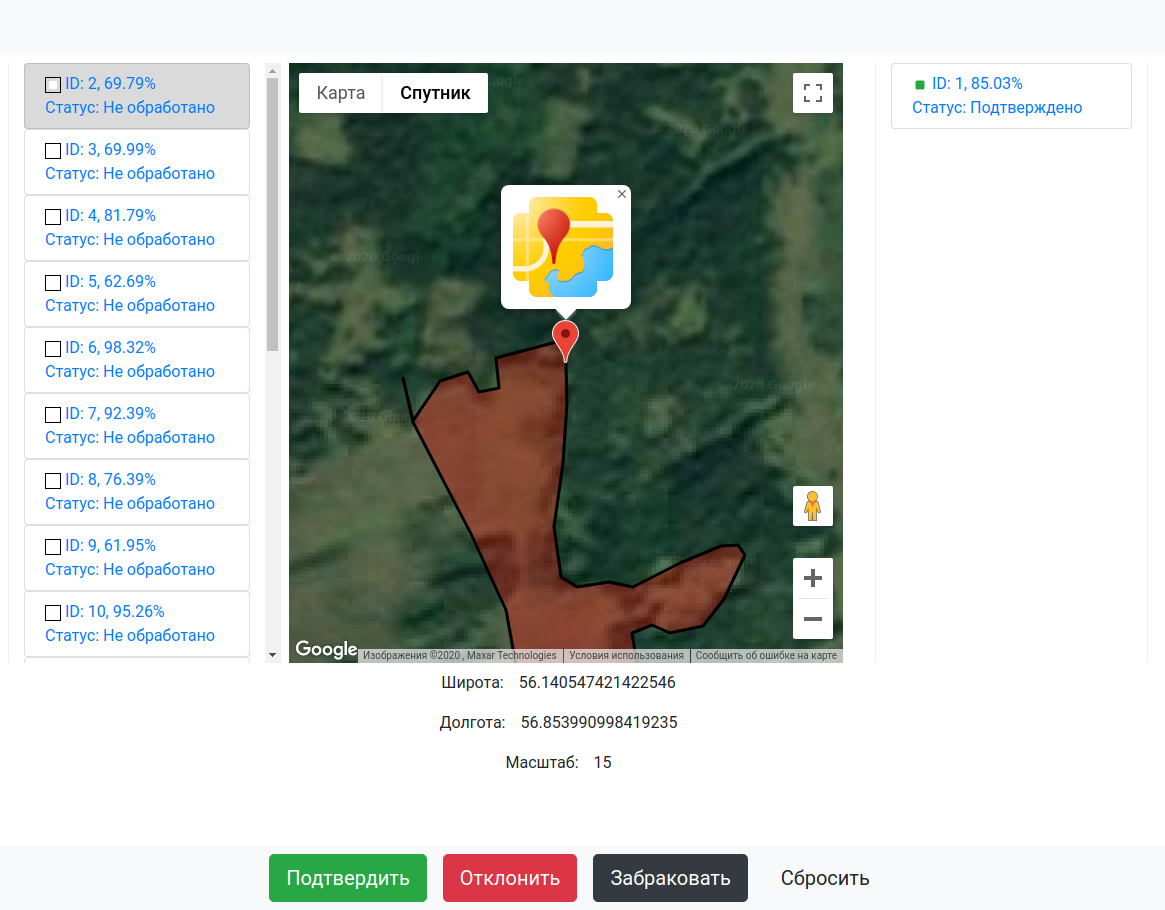 ID: 2, 69.79%
Статус: Не обработано
ID: 3, 69.99%
Статус: Не обработано
ID: 4, 81.79%
Статус: Не обработано
ID: 5, 62.69%
Статус: Не обработано
ID: 6, 98.32%
Статус: Не обработано
ID: 7, 92.39%
Статус: Не обработано
ID: 8, 76.39%
Статус: Не обработано
ID: 9, 61.95%
Статус: Не обработано
ID: 10, 95.26%
Статус: Не обработано
Карта Спутник
© 2020 Google
© 2020 Google
© 2020 Google
Google
Изображения ©2020 , Maxar Technologies Условия использования Сообщить об ошибке на карте
ID: 1, 85.03%
Статус: Подтверждено
Широта: 56.140547421422546
Долгота: 56.853990998419235
Масштаб: 15
Подтвердить Отклонить Забраковать Сбросить